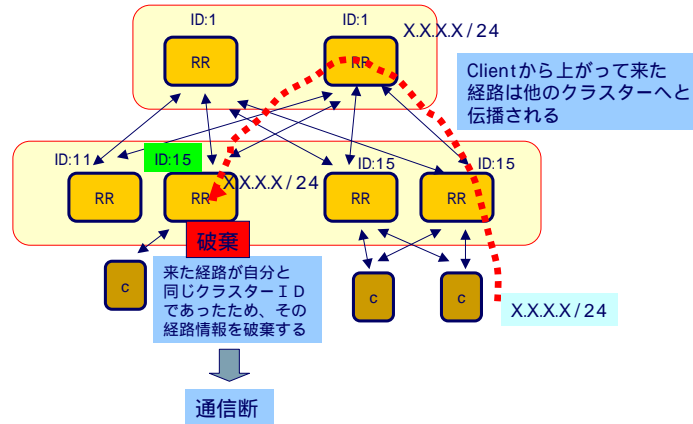 ID:1
ID:1
X.X.X.X/24
RR
RR
Clientから上がって来た
経路は他のクラスターへと
伝播される
ID:11
ID:15
ID:15
ID:15
RR
RR
X.X.X.X/24
RR
RR
破棄
来た経路が自分と
同じクラスターＩＤ
であったため、その
経路情報を破棄する
c
c
c
X.X.X.X/24
通信断